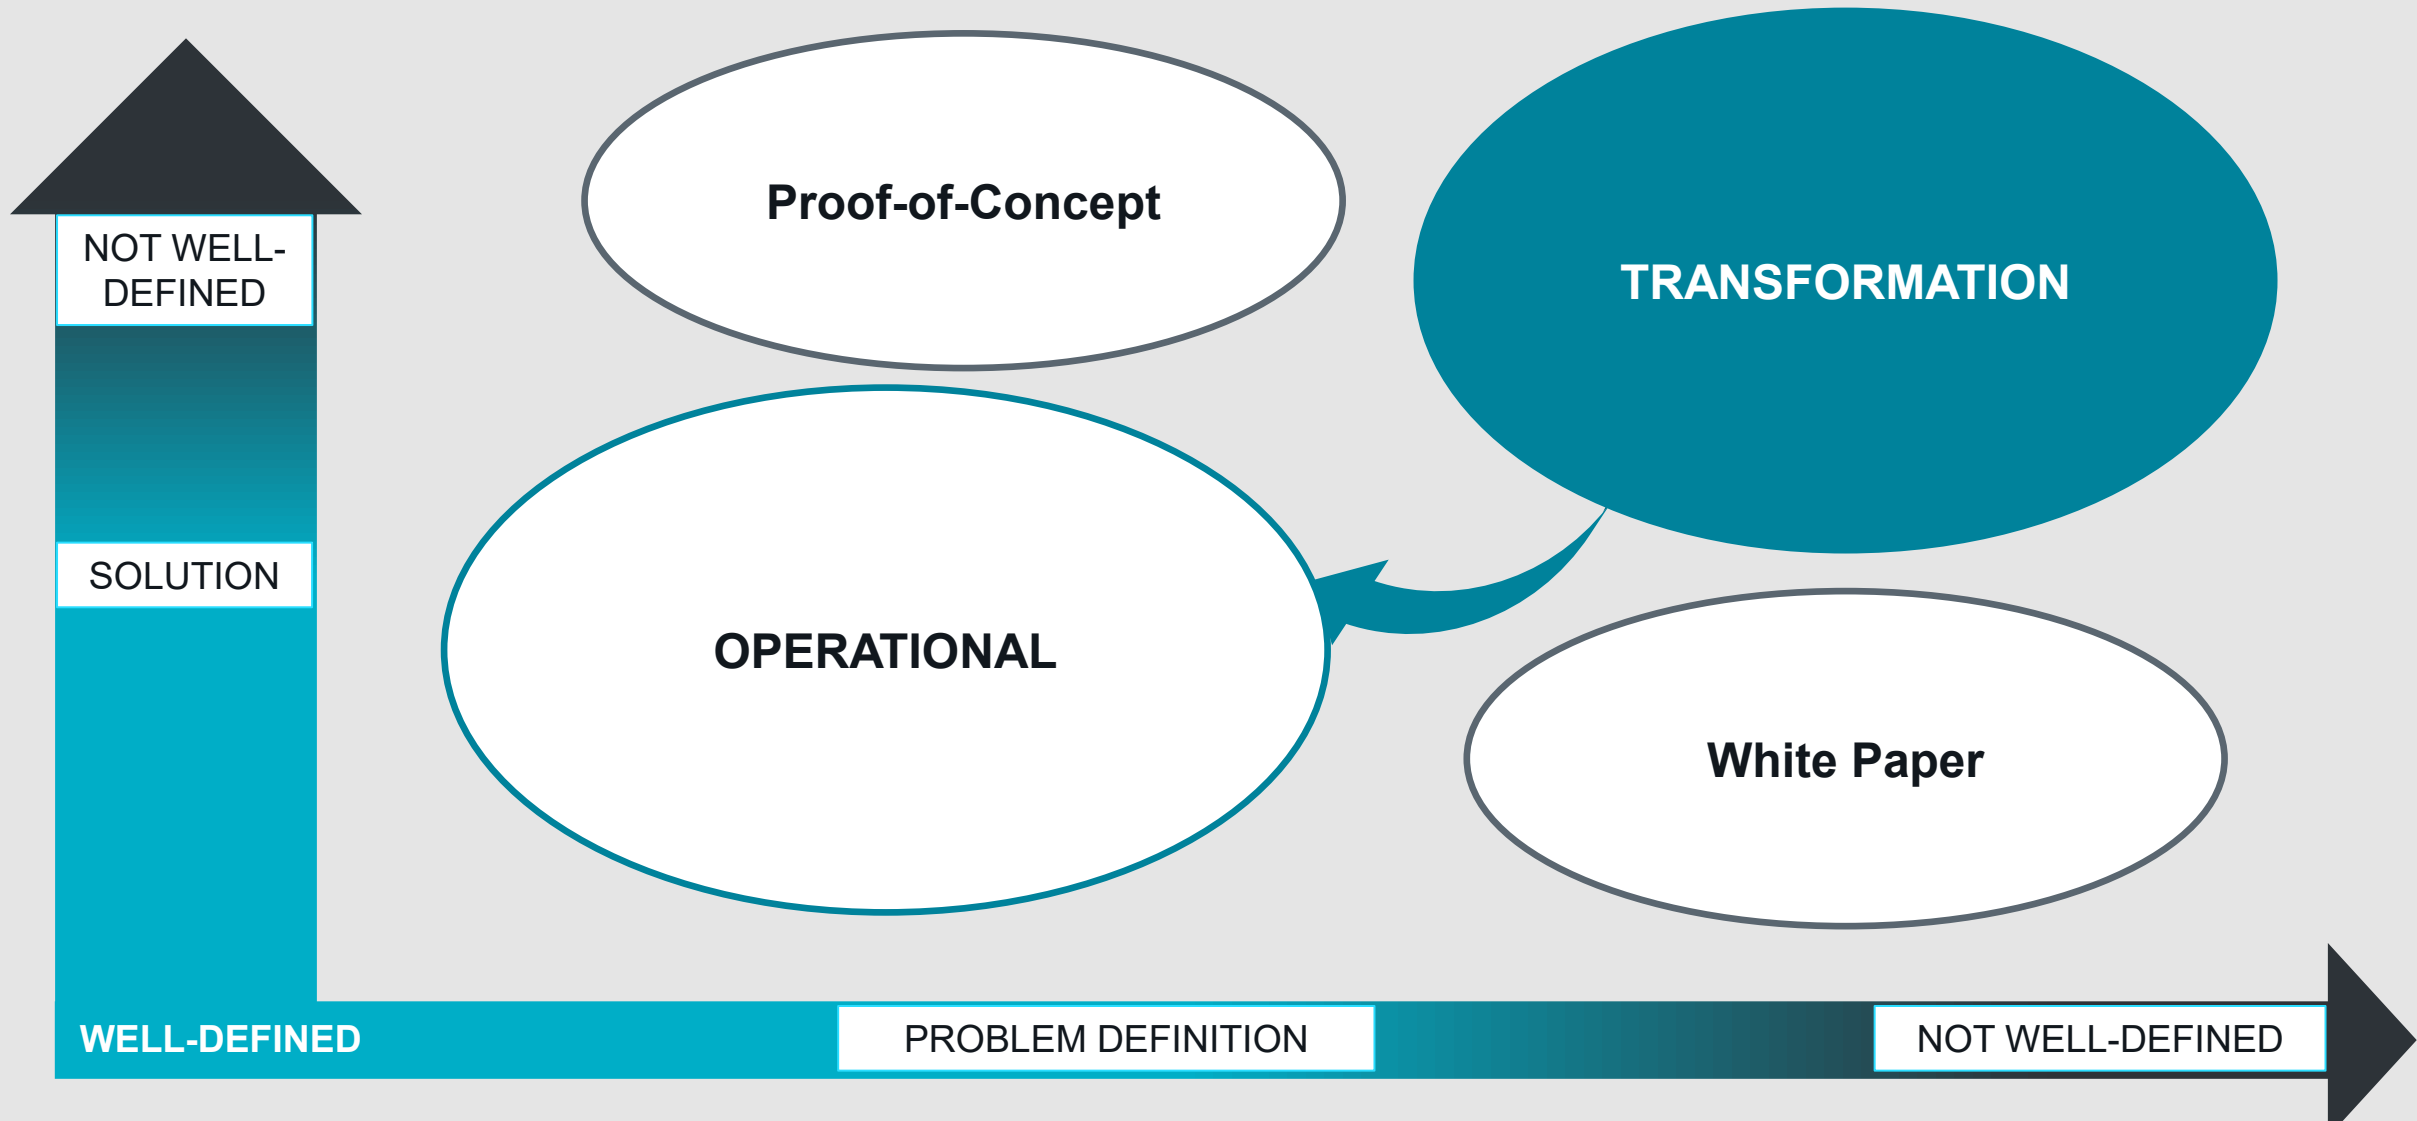 Proof-of-Concept
TRANSFORMATION
NOT WELL-
DEFINED
SOLUTION
OPERATIONAL
White Paper
WELL-DEFINED
PROBLEM DEFINITION
NOT WELL-DEFINED